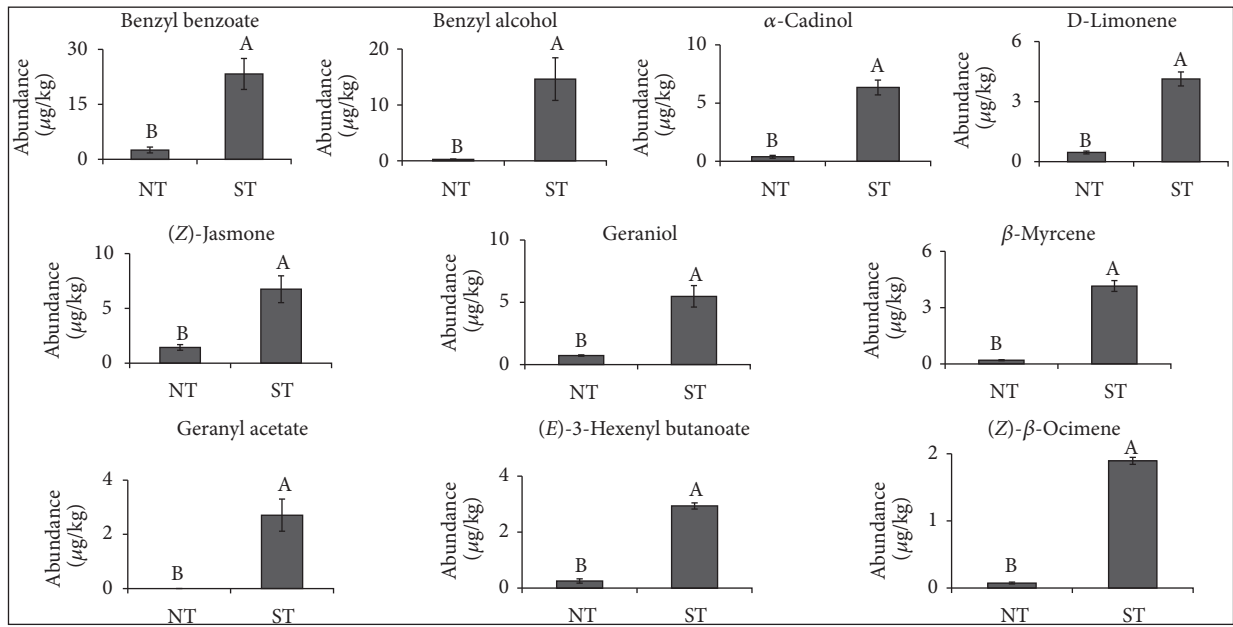 Benzyl benzoate
Abundance
(μg/kg)
30
15
0
B
A
NT ST
Benzyl alcohol
Abundance
(μg/kg)
20
10
0
B
A
NT ST
α-Cadinol
Abundance
(μg/kg)
10
5
0
B
A
NT ST
D-Limonene
Abundance
(μg/kg)
6
3
0
B
A
NT ST
(Z)-Jasmone
Abundance
(μg/kg)
10
5
0
B
A
NT ST
Geraniol
Abundance
(μg/kg)
10
5
0
B
A
NT ST
β-Myrcene
Abundance
(μg/kg)
6
4
2
0
B
A
NT ST
Geranyl acetate
Abundance
(μg/kg)
4
2
0
B
A
NT ST
(E)-3-Hexenyl butanoate
Abundance
(μg/kg)
4
2
0
B
A
NT ST
(Z)-β-Ocimene
Abundance
(μg/kg)
2
1
0
B
A
NT ST